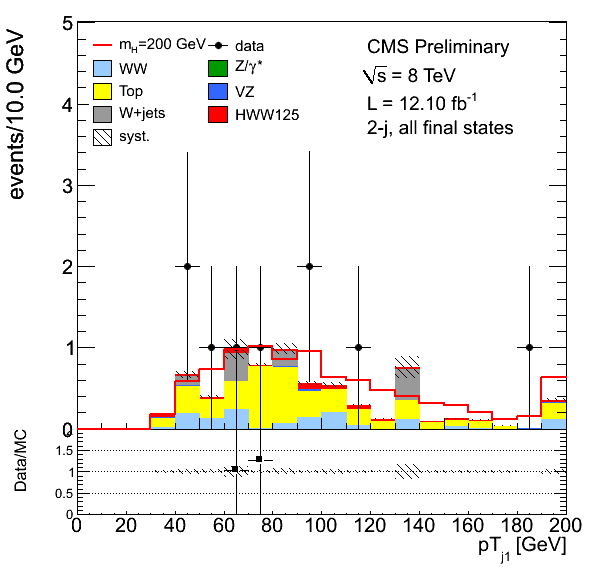 events/10.0 GeV
5
4
3
2
1
0
m_H=200 GeV
data
WW
Z/γ*
Top
VZ
W+jets
HWW125
syst.
CMS Preliminary
√s = 8 TeV
L = 12.10 fb⁻¹
2-j, all final states
Data/MC
2
1.5
1
0.5
0
0 20 40 60 80 100 120 140 160 180 200
pT_j1 [GeV]